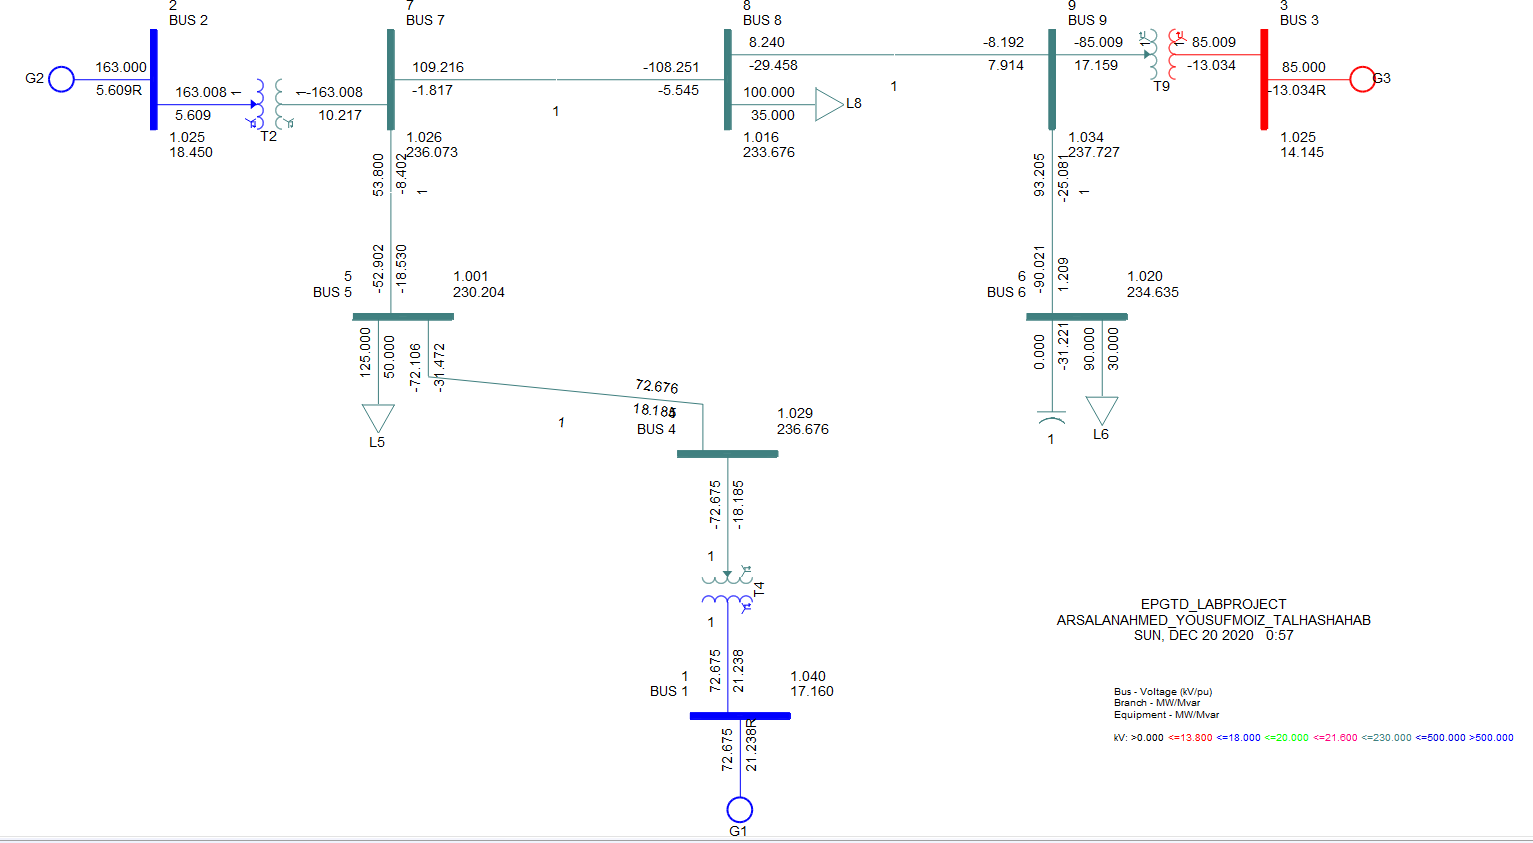 2
BUS 2
7
BUS 7
8
BUS 8
9
BUS 9
3
BUS 3
G2
163.000
5.609R
163.008
1
5.609
T2
1
-163.008
10.217
1.025
18.450
109.216
-1.817
1
-108.251
-5.545
1.026
236.073
8.240
-29.458
1
-8.192
7.914
100.000
35.000
L8
1.016
233.676
-85.009
17.159
1
T9
1
85.009
-13.034
85.000
-13.034R
G3
1.034
237.727
1.025
14.145
53.800
-8.402
1
-52.902
-18.530
93.205
-25.081
1
-90.021
1.209
5
BUS 5
1.001
230.204
6
BUS 6
1.020
234.635
125.000
50.000
L5
-72.106
-31.472
1
72.676
18.185
4
BUS 4
1.029
236.676
0.000
-31.221
1
90.000
30.000
L6
-72.675
-18.185
1
T4
1
72.675
21.238
1
BUS 1
1.040
17.160
72.675
21.238R
G1
EPGTD_LABPROJECT
ARSALANAHMED_YOUSUFMOIZ_TALHASHAHAB
SUN, DEC 20 2020 0:57
Bus - Voltage (kV/pu)
Branch - MW/Mvar
Equipment - MW/Mvar
kV: >0.000 <=13.800 <=18.000 <=20.000 <=21.600 <=230.000 <=500.000 >500.000